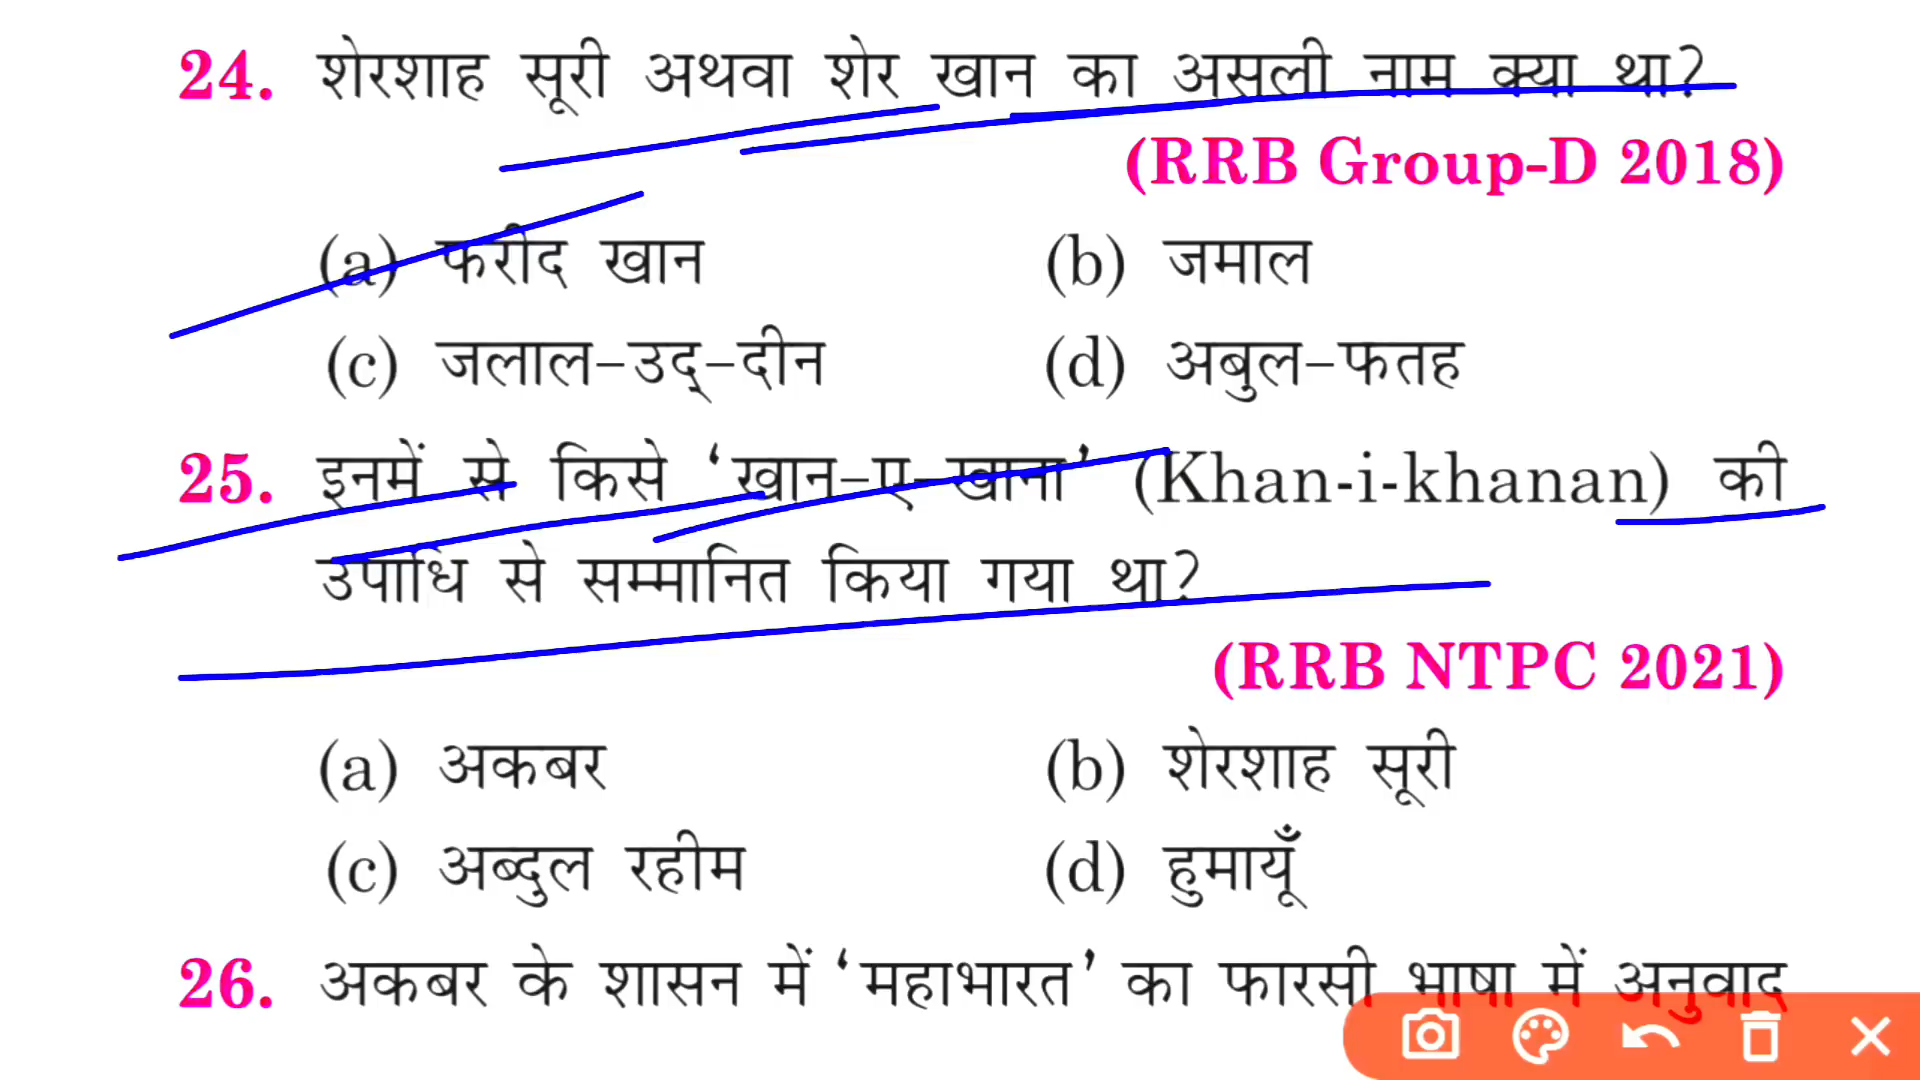 24. शेरशाह सूरी अथवा शेर खान का असली नाम क्या था?
(RRB Group-D 2018)
(a) फरीद खान (b) जमाल
(c) जलाल-उद्-दीन (d) अबुल-फतह
25. इनमें से किसे ‘खान-ए-खाना’ (Khan-i-khanan) की
उपाधि से सम्मानित किया गया था?
(RRB NTPC 2021)
(a) अकबर (b) शेरशाह सूरी
(c) अब्दुल रहीम (d) हुमायूँ
26. अकबर के शासन में ‘महाभारत’ का फारसी भाषा में अनुवाद